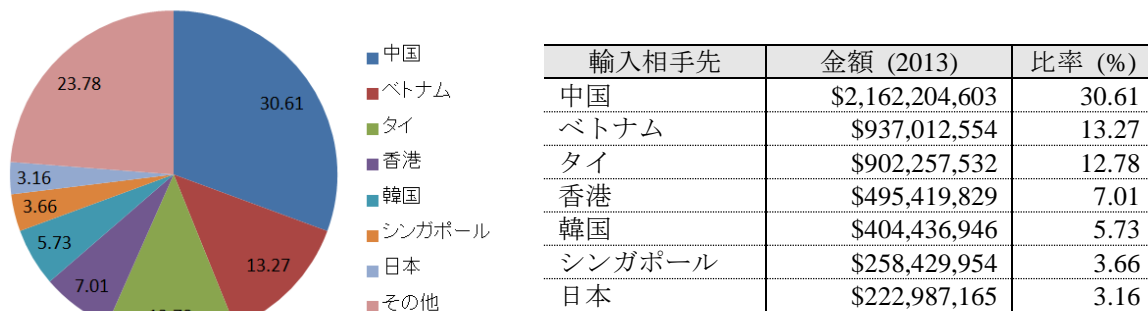 23.78
30.61
3.16
3.66
5.73
7.01
13.27
中国
ベトナム
タイ
香港
韓国
シンガポール
日本
その他
輸入相手先 金額 (2013) 比率 (%)
中国 $2,162,204,603 30.61
ベトナム $937,012,554 13.27
タイ $902,257,532 12.78
香港 $495,419,829 7.01
韓国 $404,436,946 5.73
シンガポール $258,429,954 3.66
日本 $222,987,165 3.16